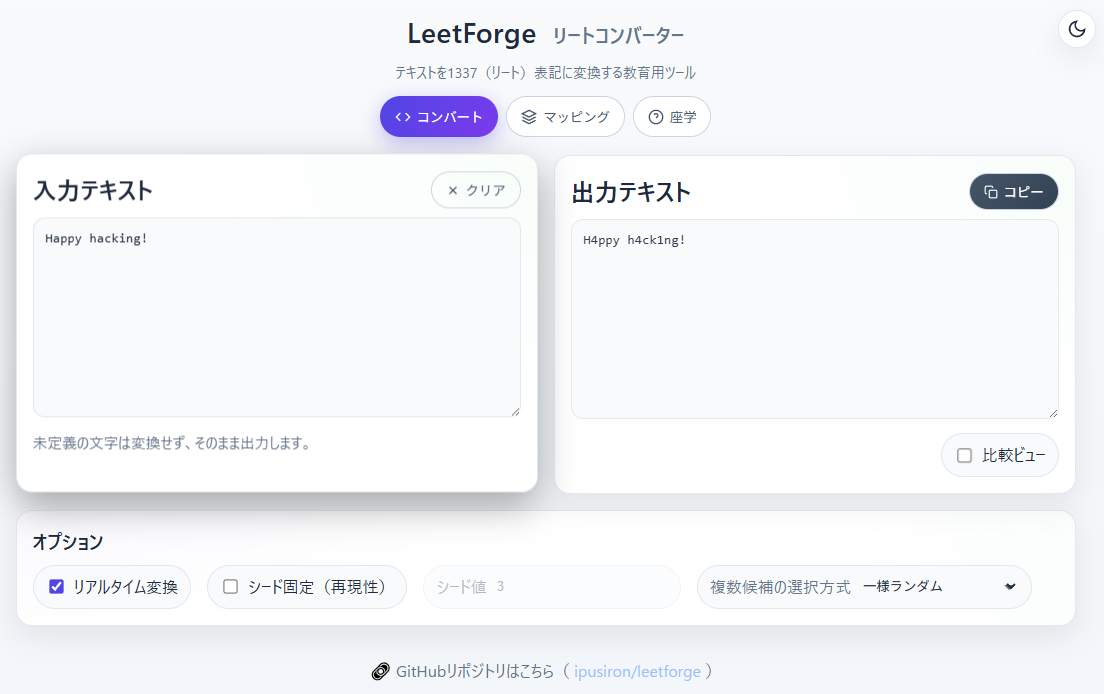 LeetForge リートコンバーター
テキストを1337（リート）表記に変換する教育用ツール
コンバート
マッピング
座学
入力テキスト
クリア
Happy hacking!
未定義の文字は変換せず、そのまま出力します。
出力テキスト
コピー
H4ppy h4ck1ng!
比較ビュー
オプション
リアルタイム変換
シード固定（再現性）
シード値 3
複数候補の選択方式 一様ランダム
GitHubリポジトリはこちら（ ipusiron/leetforge ）